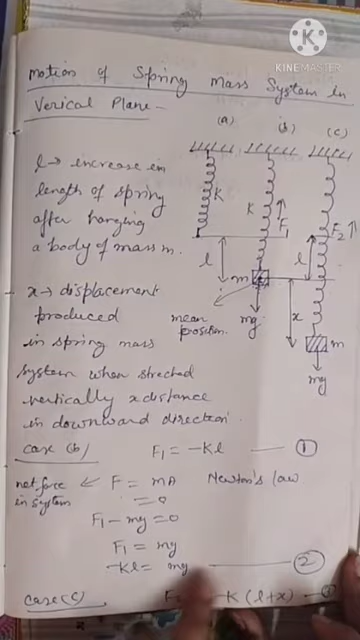 KINEMASTER
motion of Spring mass System in
Verical Plane -
(a) (b) (c)
l → increase in
length of spring
after hanging
a body of mass m.
K K F1 F2
l l
m
mg
mean
position
x
m
mg
x → displacement
produced
in spring mass
system when streched
vertically x distance
in downward direction.
case (b) F1 = -Kl — ①
net force ← F = mA Newton's law
in system = 0
F1 - mg = 0
F1 = mg
-Kl = mg — ②
case (c) K (l+x)